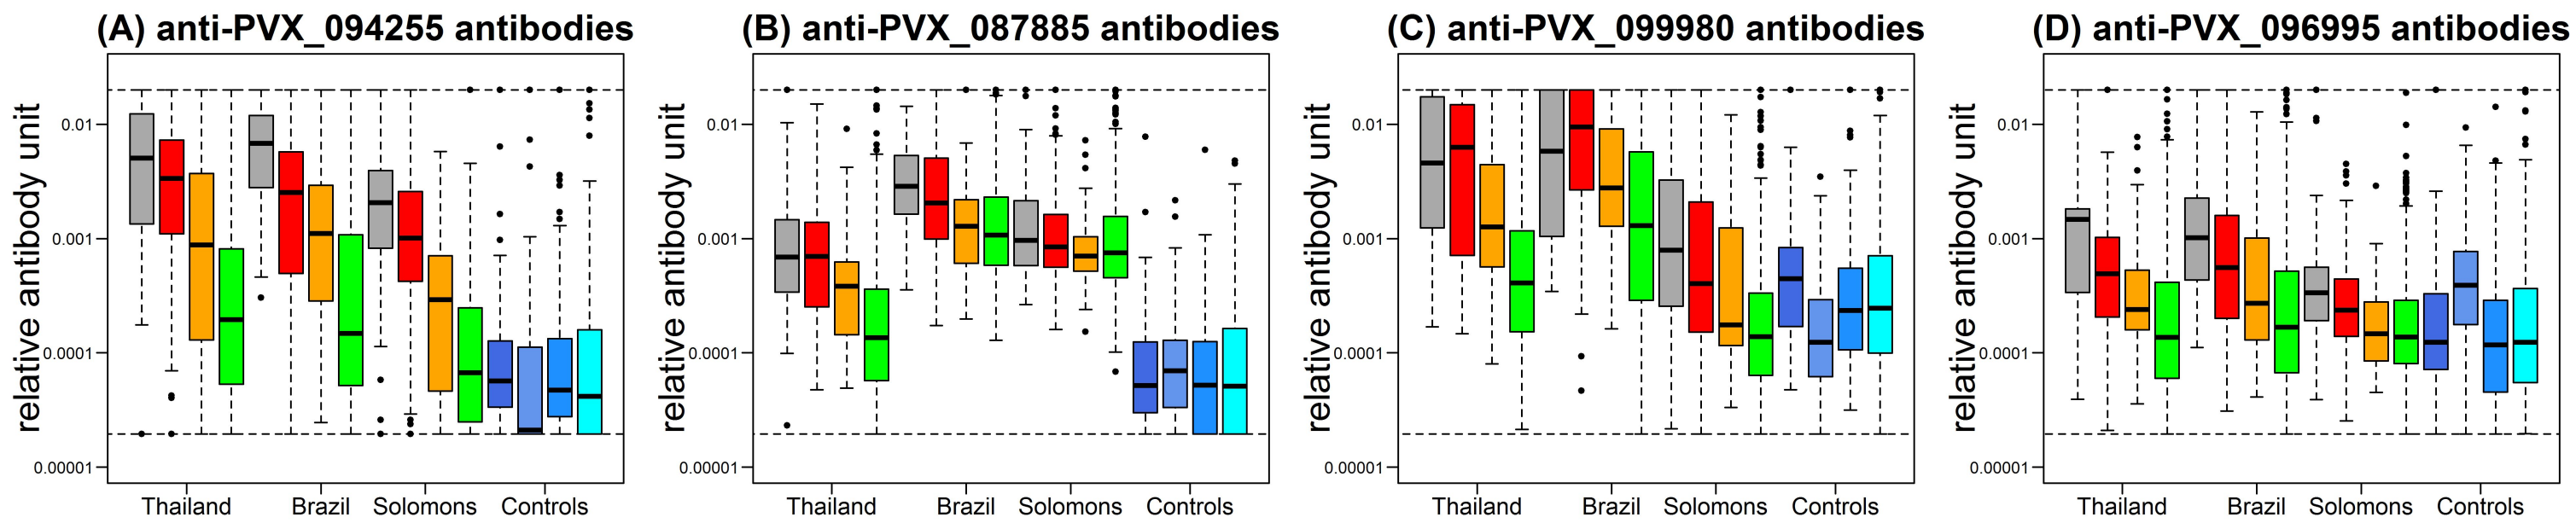 (A) anti-PVX_094255 antibodies
relative antibody unit
0.01
0.001
0.0001
0.00001
Thailand Brazil Solomons Controls
(B) anti-PVX_087885 antibodies
relative antibody unit
0.01
0.001
0.0001
0.00001
Thailand Brazil Solomons Controls
(C) anti-PVX_099980 antibodies
relative antibody unit
0.01
0.001
0.0001
0.00001
Thailand Brazil Solomons Controls
(D) anti-PVX_096995 antibodies
relative antibody unit
0.01
0.001
0.0001
0.00001
Thailand Brazil Solomons Controls